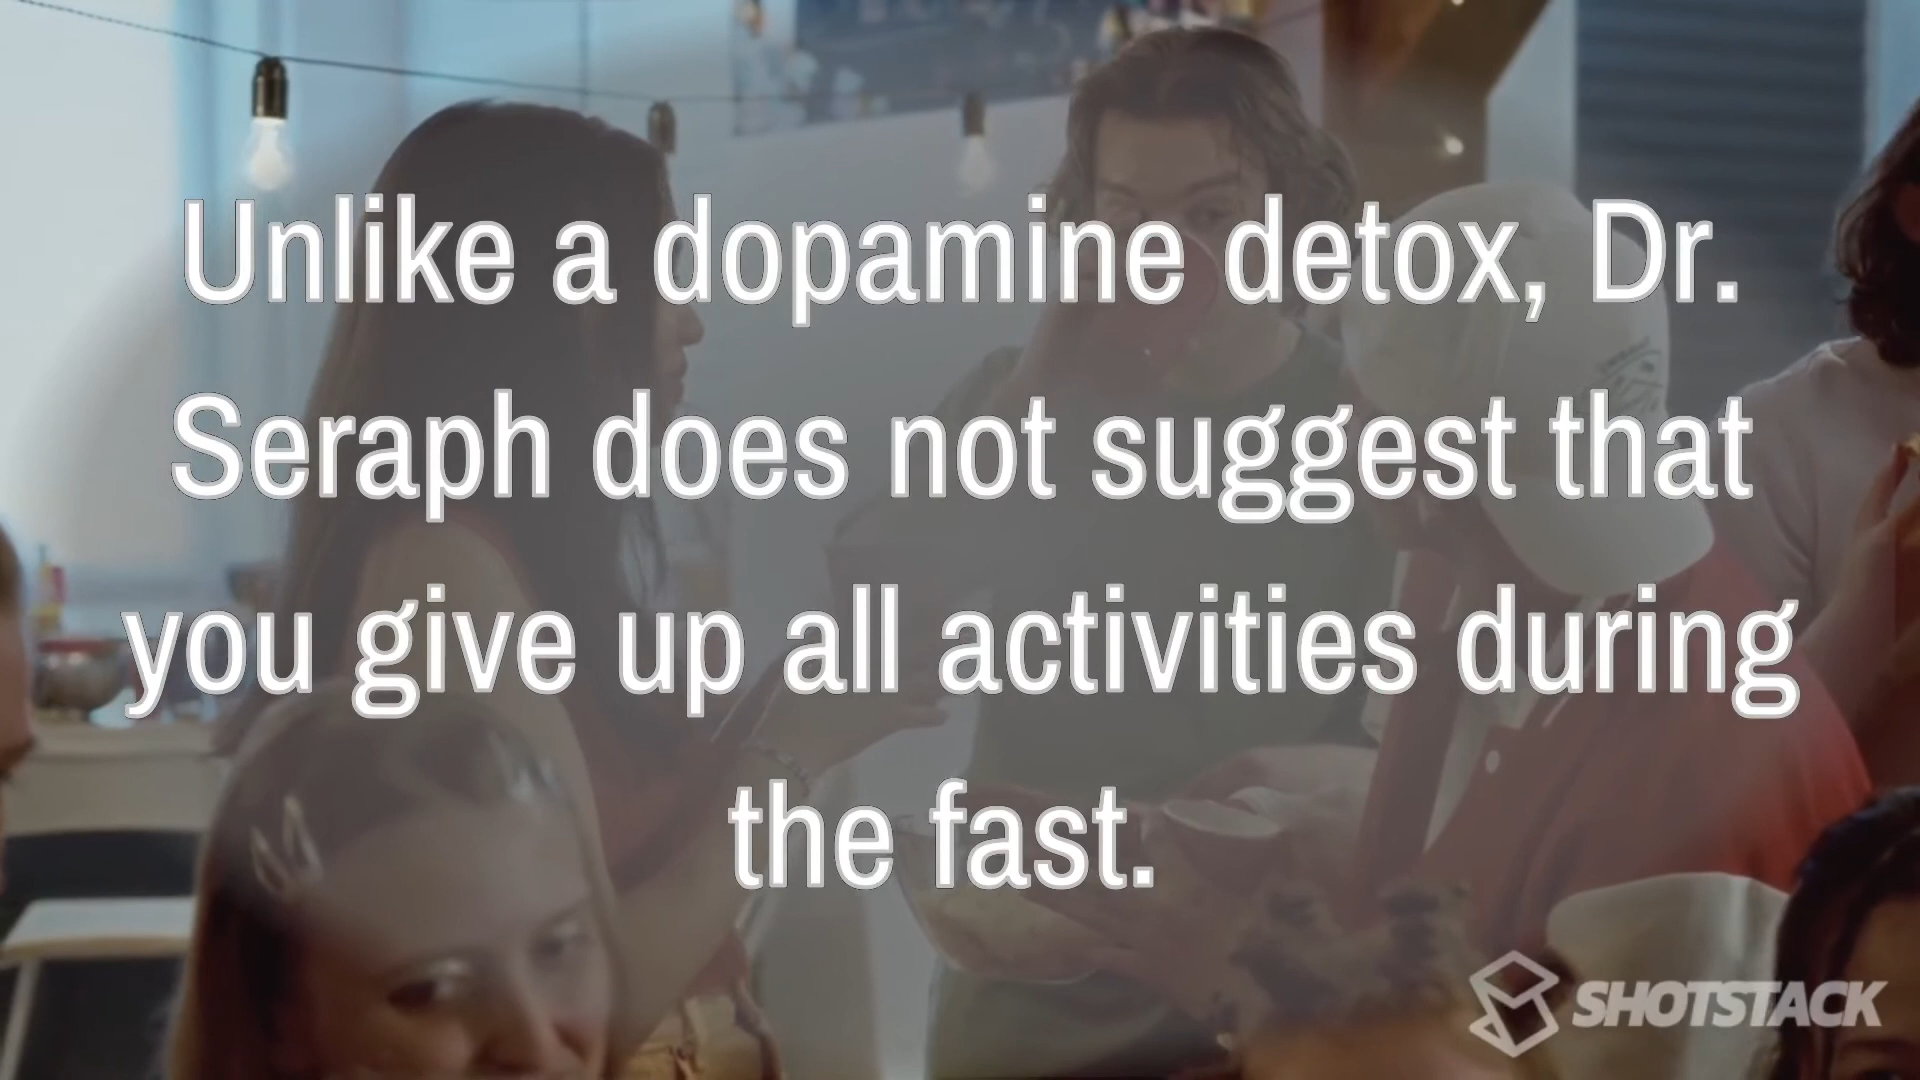 Unlike a dopamine detox, Dr.
Seraph does not suggest that
you give up all activities during
the fast.
SHOTSTACK